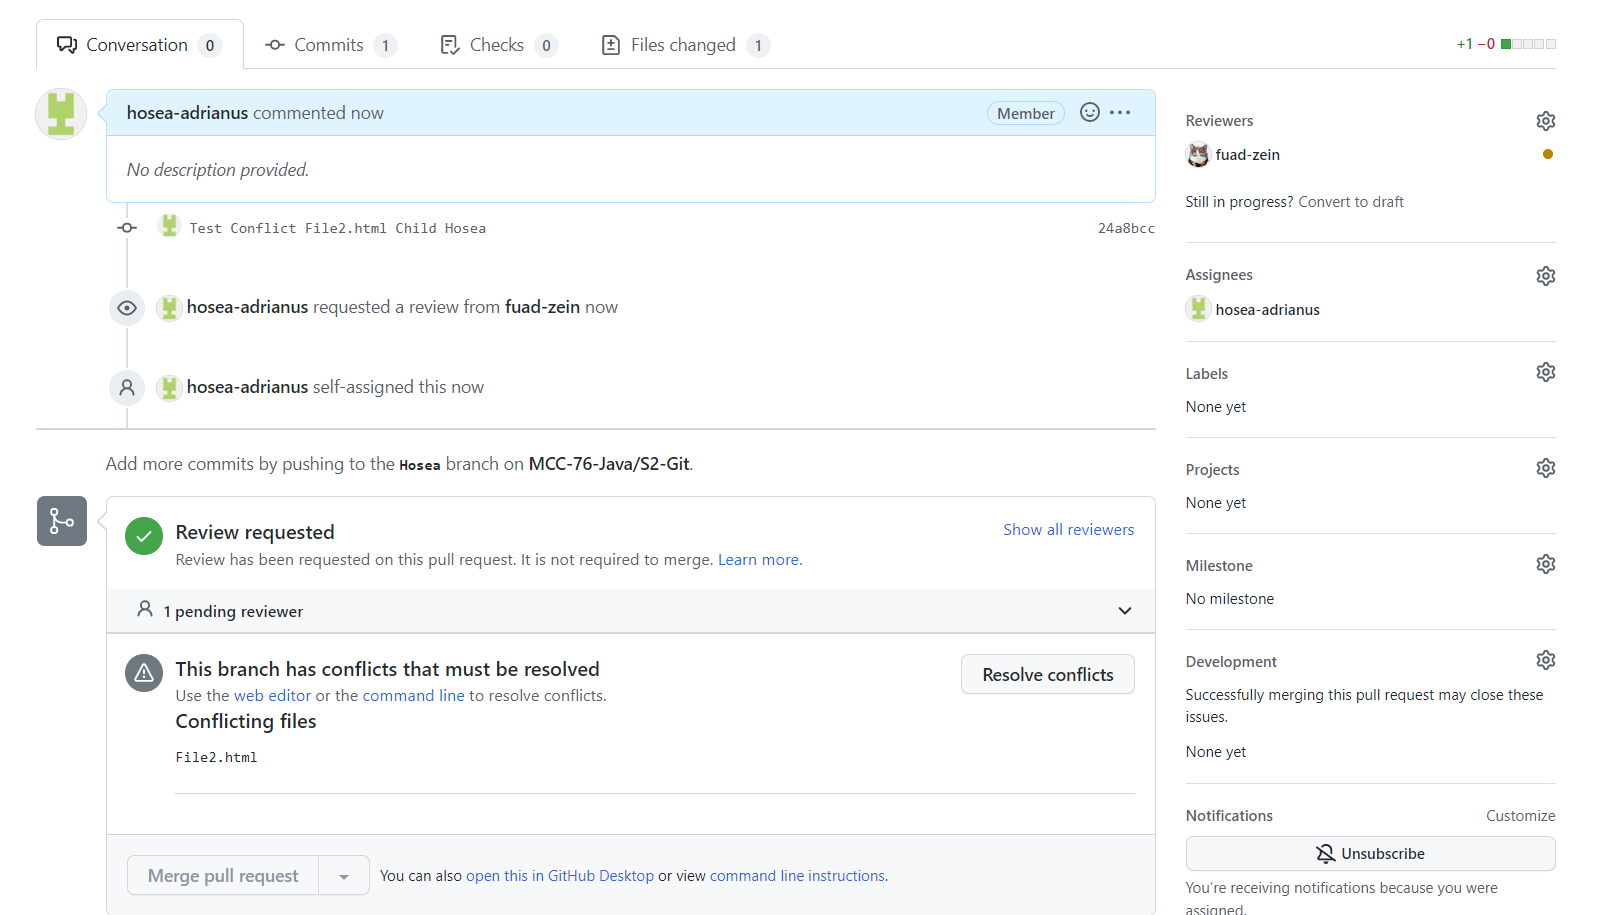 Conversation 0 Commits 1 Checks 0 Files changed 1 +1 −0
hosea-adrianus commented now Member
No description provided.
Test Conflict File2.html Child Hosea 24a8bcc
hosea-adrianus requested a review from fuad-zein now
hosea-adrianus self-assigned this now
Add more commits by pushing to the Hosea branch on MCC-76-Java/S2-Git.
Review requested Show all reviewers
Review has been requested on this pull request. It is not required to merge. Learn more.
1 pending reviewer
This branch has conflicts that must be resolved
Use the web editor or the command line to resolve conflicts.
Resolve conflicts
Conflicting files
File2.html
Merge pull request You can also open this in GitHub Desktop or view command line instructions.
Reviewers
fuad-zein
Still in progress? Convert to draft
Assignees
hosea-adrianus
Labels
None yet
Projects
None yet
Milestone
No milestone
Development
Successfully merging this pull request may close these
issues.
None yet
Notifications Customize
Unsubscribe
You're receiving notifications because you were
assigned.